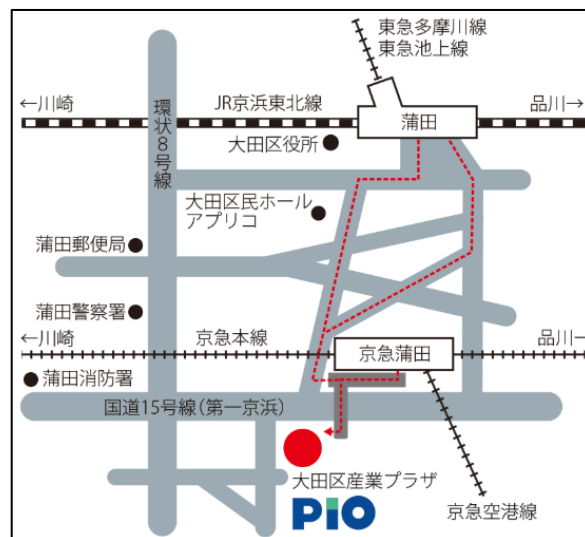 東急多摩川線
東急池上線
←川崎
JR京浜東北線
品川→
蒲田
環状8号線
大田区役所
大田区民ホール
アプリコ
蒲田郵便局
蒲田警察署
←川崎
京急本線
品川→
京急蒲田
蒲田消防署
国道15号線(第一京浜)
大田区産業プラザ
PiO
京急空港線